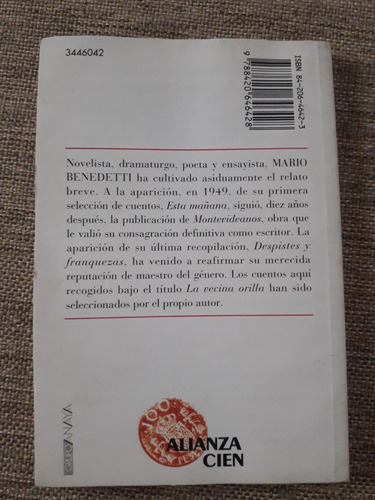 3446042
ISBN 84-206-4642-3
9 788420 646428
Novelista, dramaturgo, poeta y ensayista, MARIO
BENEDETTI ha cultivado asiduamente el relato
breve. A la aparición, en 1949, de su primera
selección de cuentos, Esta mañana, siguió, diez años
después, la publicación de Montevideanos, obra que
le valió su consagración definitiva como escritor. La
aparición de su última recopilación, Despistes y
franquezas, ha venido a reafirmar su merecida
reputación de maestro del género. Los cuentos aquí
recogidos bajo el título La vecina orilla han sido
seleccionados por el propio autor.
ANAYA
100
ALIANZA
CIEN